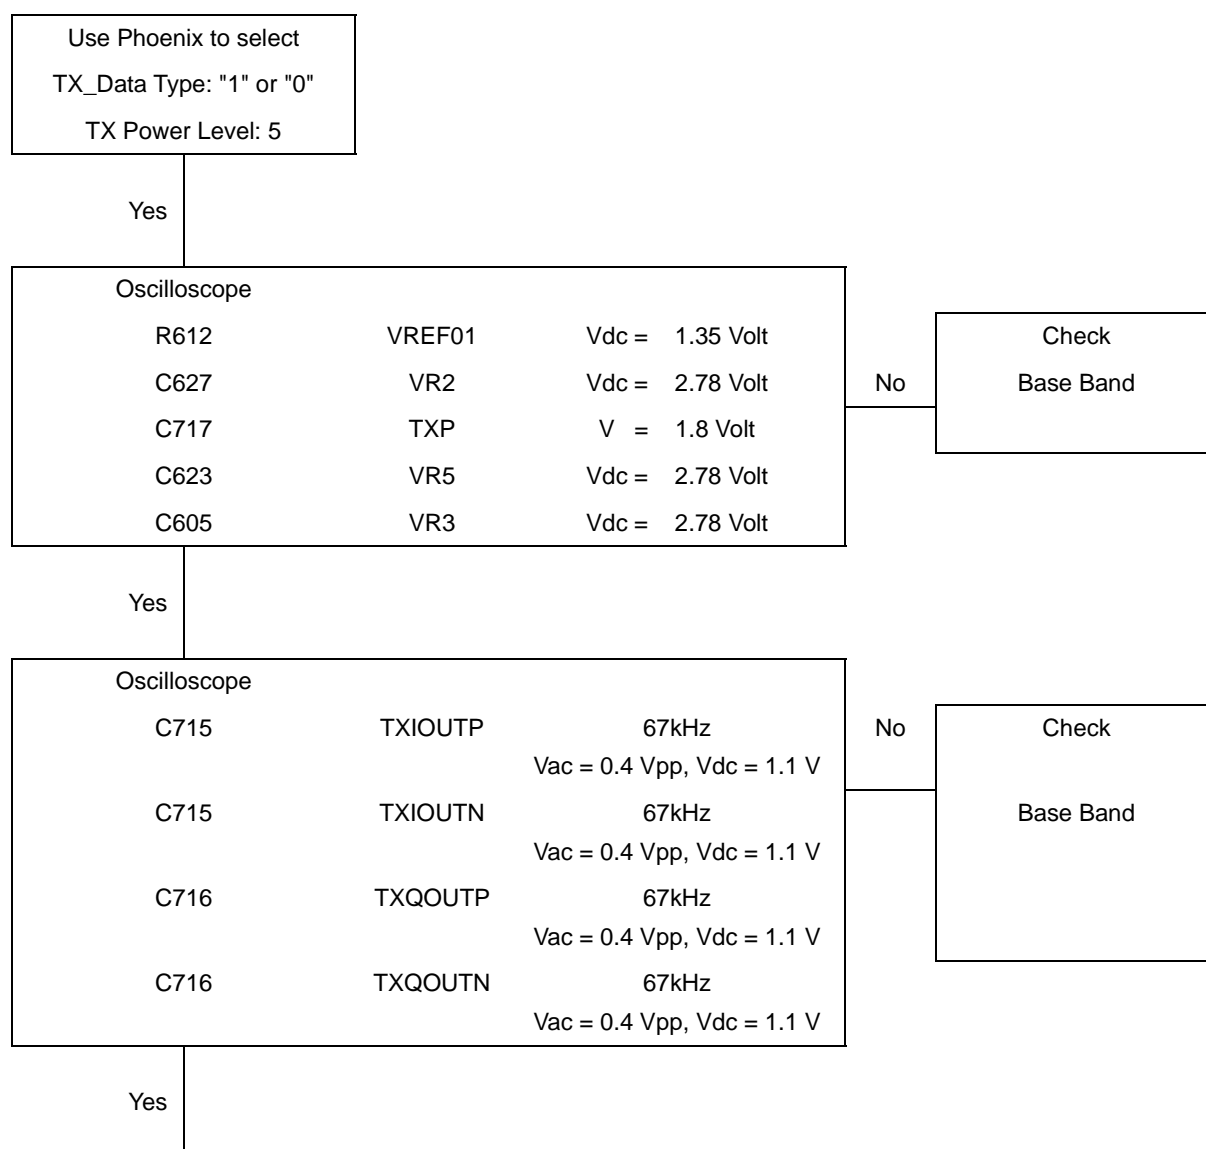 Use Phoenix to select
TX_Data Type: "1" or "0"
TX Power Level: 5
Yes
Oscilloscope
R612 VREF01 Vdc = 1.35 Volt
C627 VR2 Vdc = 2.78 Volt
C717 TXP V = 1.8 Volt
C623 VR5 Vdc = 2.78 Volt
C605 VR3 Vdc = 2.78 Volt
No
Check
Base Band
Yes
Oscilloscope
C715 TXIOUTP 67kHz
Vac = 0.4 Vpp, Vdc = 1.1 V
C715 TXIOUTN 67kHz
Vac = 0.4 Vpp, Vdc = 1.1 V
C716 TXQOUTP 67kHz
Vac = 0.4 Vpp, Vdc = 1.1 V
C716 TXQOUTN 67kHz
Vac = 0.4 Vpp, Vdc = 1.1 V
No
Check
Base Band
Yes